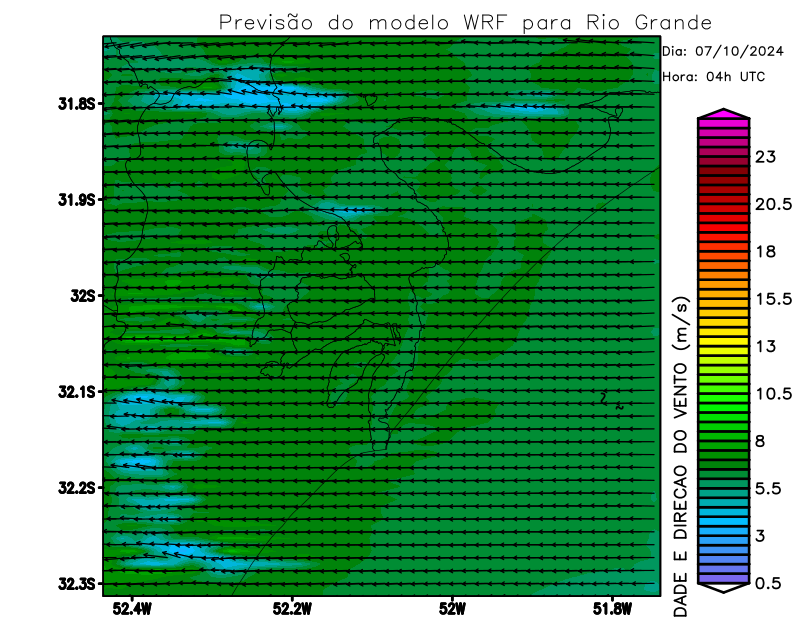 Previsão do modelo WRF para Rio Grande
Dia: 07/10/2024
Hora: 04h UTC
31.8S
31.9S
32S
32.1S
32.2S
32.3S
52.4W
52.2W
52W
51.8W
23
20.5
18
15.5
13
10.5
8
5.5
3
0.5
DADE E DIRECAO DO VENTO (m/s)